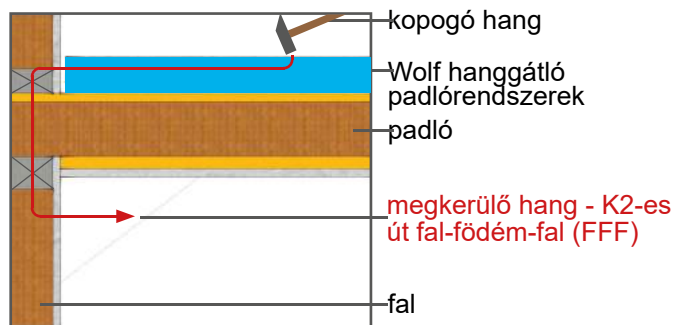 kopogó hang
Wolf hanggátló
padlórendszerek
padló
megkerülő hang - K2-es
út fal-födém-fal (FFF)
fal